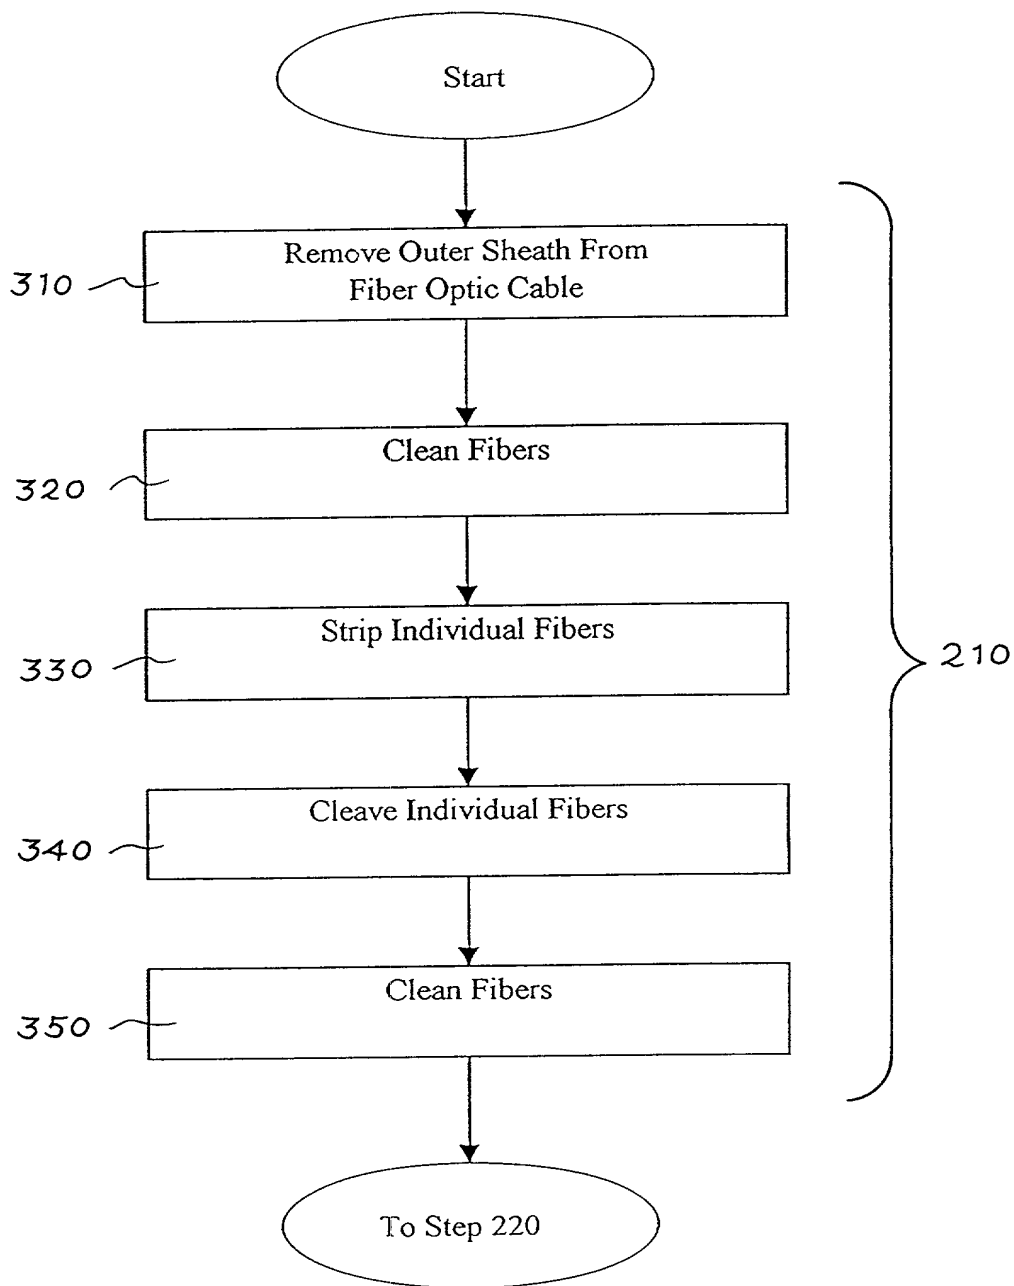 Start
Remove Outer Sheath From
Fiber Optic Cable
310
Clean Fibers
320
Strip Individual Fibers
330
210
Cleave Individual Fibers
340
Clean Fibers
350
To Step 220